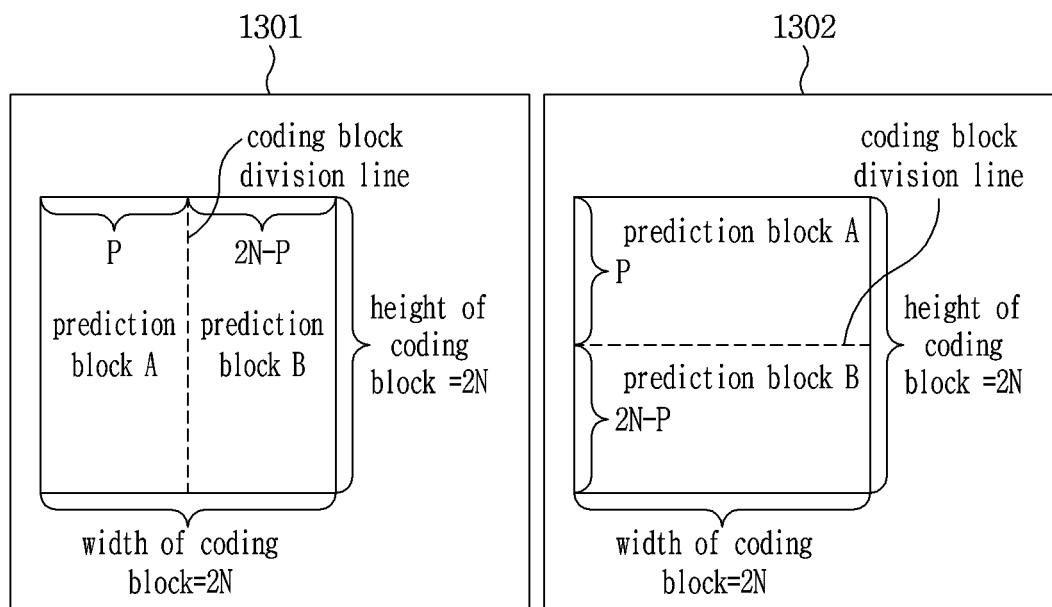 1301
coding block
division line
P
2N-P
prediction
block A
prediction
block B
height of
coding
block =2N
width of coding
block=2N
1302
coding block
division line
prediction block A
P
prediction block B
2N-P
height of
coding
block =2N
width of coding
block=2N